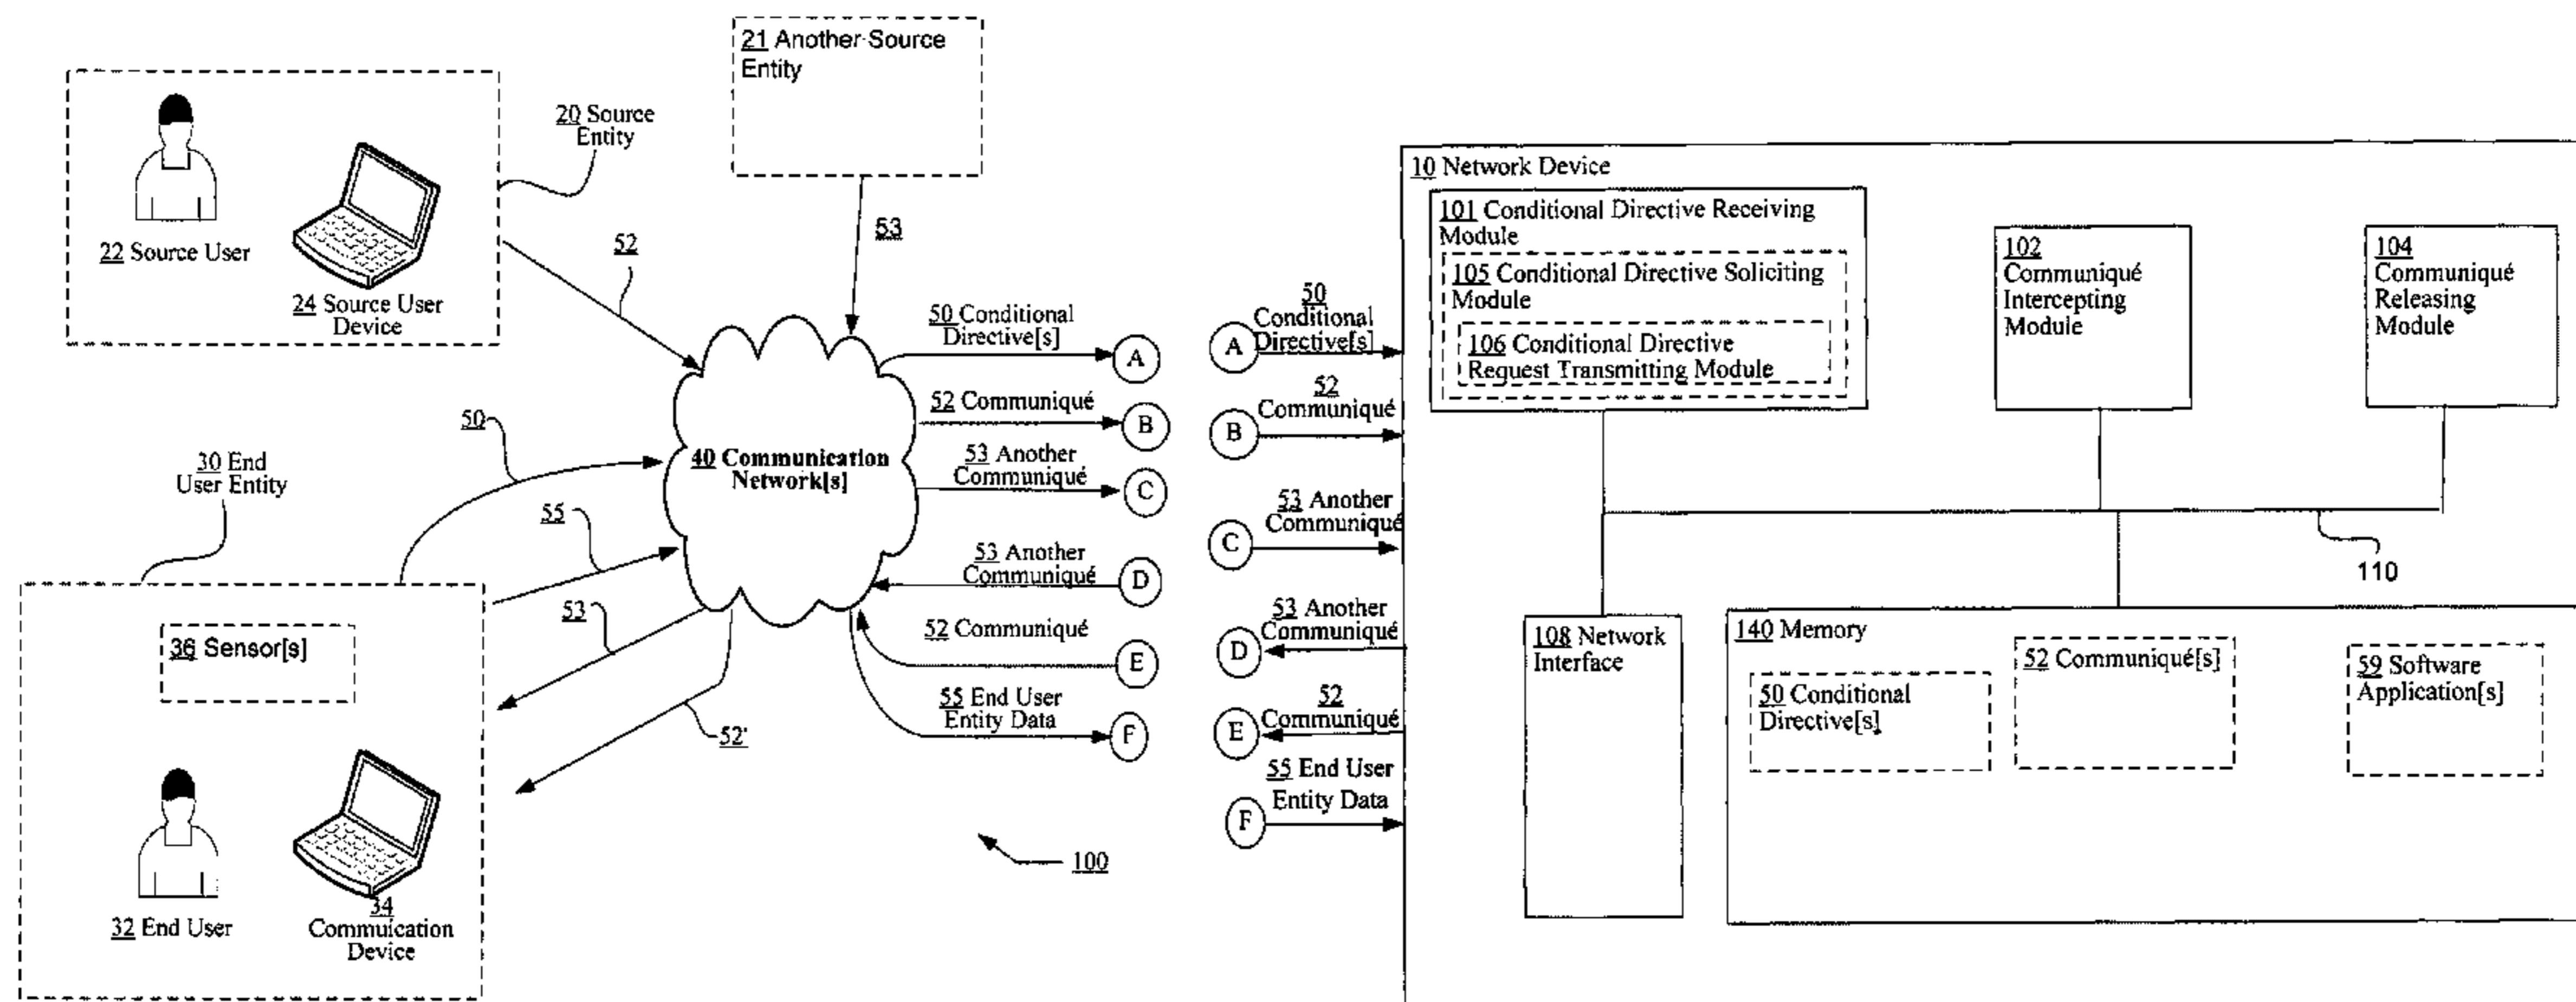 21 Another Source
Entity
20 Source
Entity
22 Source User
24 Source User
Device
52
53
10 Network Device
101 Conditional Directive Receiving
Module
105 Conditional Directive Soliciting
Module
106 Conditional Directive
Request Transmitting Module
102
Communiqué
Intercepting
Module
104
Communiqué
Releasing
Module
50 Conditional
Directive[s]
A
52 Communiqué
B
53 Another
Communiqué
C
53 Another
Communiqué
D
52 Communiqué
E
55 End User
Entity Data
F
50
Conditional
Directive[s]
A
52
Communiqué
B
53 Another
Communiqué
C
53 Another
Communiqué
D
52
Communiqué
E
55 End User
Entity Data
F
40 Communication
Network[s]
50
30 End
User Entity
55
53
52'
36 Sensor[s]
32 End User
34
Commuication
Device
100
110
108 Network
Interface
140 Memory
50 Conditional
Directive[s]
52 Communiqué[s]
59 Software
Application[s]